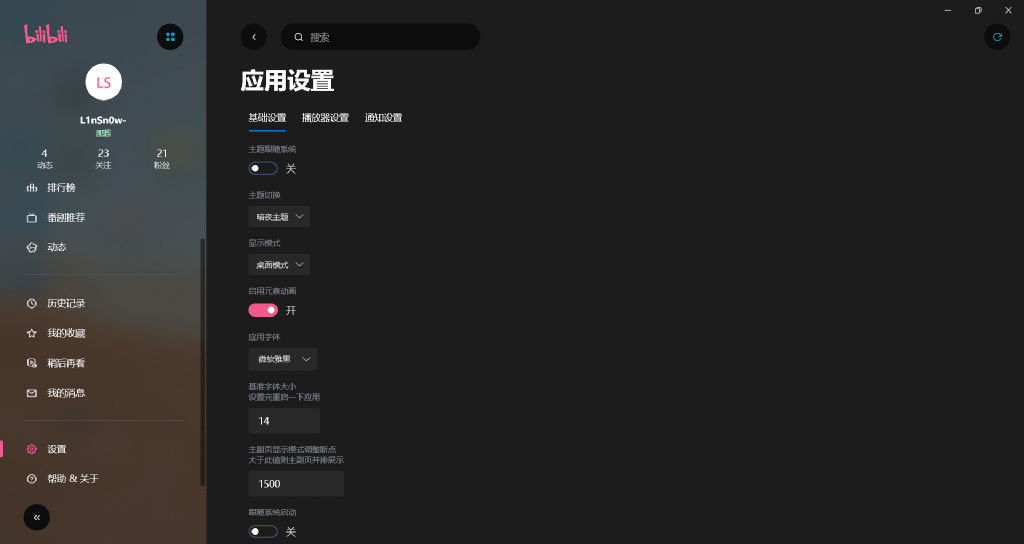 bilibili
LS
L1nSn0w-
4
动态
23
关注
21
粉丝
排行榜
番剧推荐
动态
历史记录
我的收藏
稍后再看
我的消息
设置
帮助 & 关于
搜索
应用设置
基础设置
播放器设置
通知设置
主题跟随系统
关
主题切换
暗夜主题
显示模式
桌面模式
启用元素动画
开
应用字体
微软雅黑
基准字体大小
设置完重启一下应用
14
主副页显示模式调整断点
大于此值则主副页并排展示
1500
跟随系统启动
关